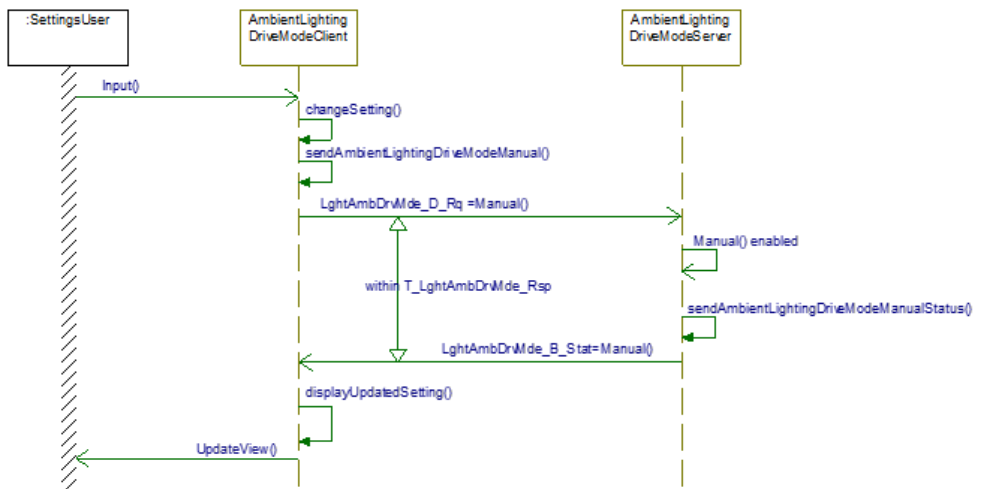 :SettingsUser
AmbientLighting
DriveModeClient
AmbientLighting
DriveModeServer
Input()
changeSetting()
sendAmbientLightingDriveModeManual()
LghtAmbDrvMde_D_Rq =Manual()
Manual() enabled
within T_LghtAmbDrvMde_Rsp
sendAmbientLightingDriveModeManualStatus()
LghtAmbDrvMde_B_Stat=Manual()
displayUpdatedSetting()
UpdateView()